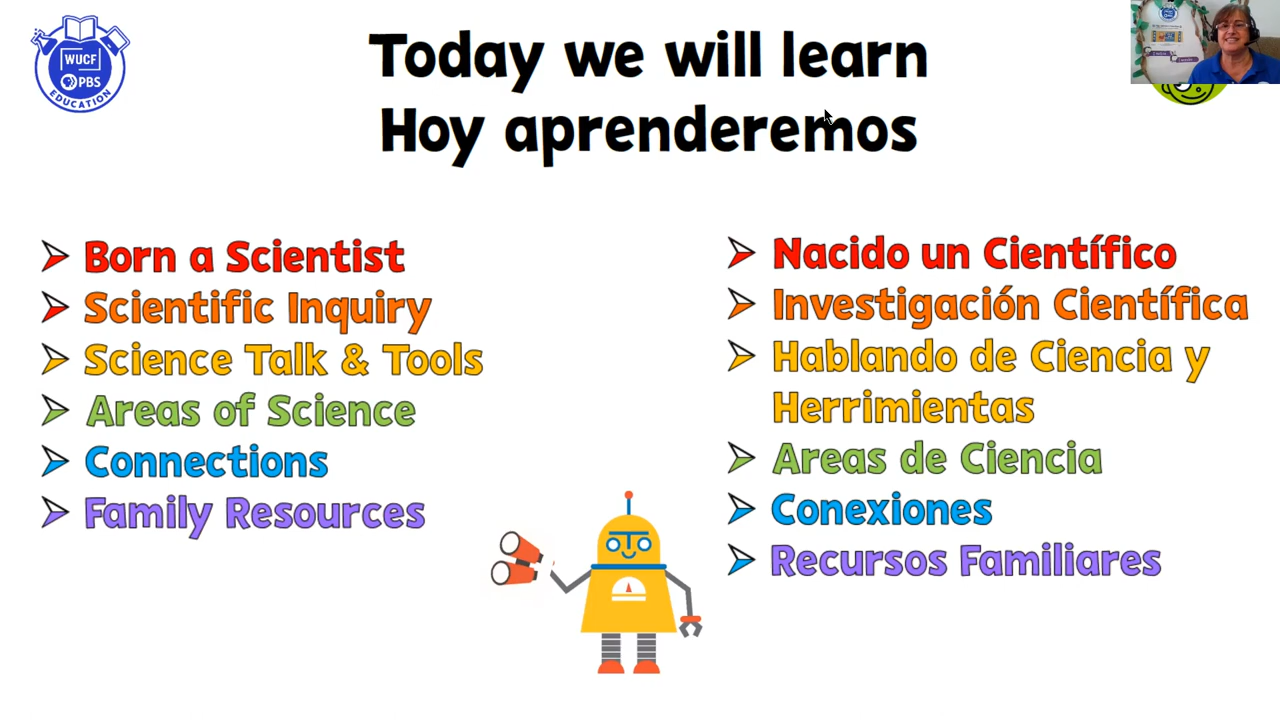 WUCF
PBS
EDUCATION
Today we will learn
Hoy aprenderemos
Born a Scientist
Scientific Inquiry
Science Talk & Tools
Areas of Science
Connections
Family Resources
Nacido un Científico
Investigación Científica
Hablando de Ciencia y
Herrimientas
Areas de Ciencia
Conexiones
Recursos Familiares